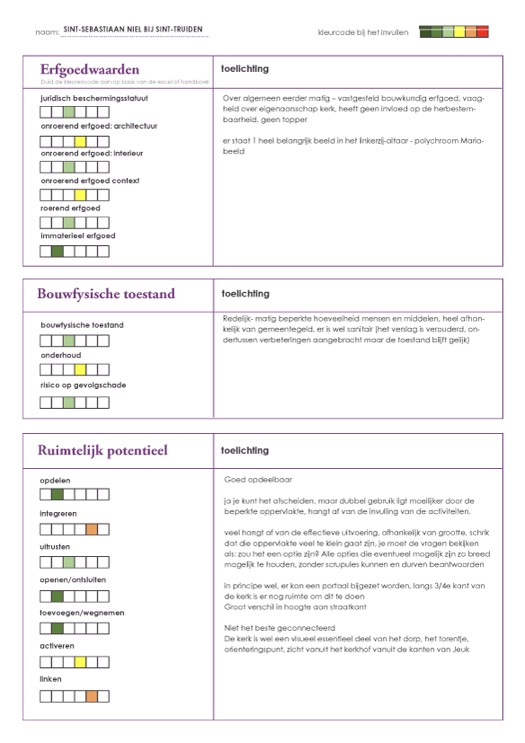 naam: SINT-SEBASTIAAN NIEL BIJ SINT-TRUIDEN
kleurcode bij het invullen
Erfgoedwaarden
Duid de kleurencode aan op basis van de excel of handboek
toelichting
juridisch beschermingsstatuut
onroerend erfgoed: architectuur
onroerend erfgoed: interieur
onroerend erfgoed context
roerend erfgoed
immaterieel erfgoed
Over algemeen eerder matig – vastgesteld bouwkundig erfgoed, vaag-
heid over eigenaarschap kerk, heeft geen invloed op de herbestem-
baarheid, geen topper
er staat 1 heel belangrijk beeld in het linkerzij-altaar - polychroom Maria-
beeld
Bouwfysische toestand
toelichting
bouwfysische toestand
onderhoud
risico op gevolgschade
Redelijk- matig beperkte hoeveelheid mensen en middelen, heel afhan-
kelijk van gemeentegeld, er is wel sanitair (het verslag is verouderd, on-
dertussen verbeteringen aangebracht maar de toestand blijft gelijk)
Ruimtelijk potentieel
toelichting
opdelen
integreren
uitrusten
openen/ontsluiten
toevoegen/wegnemen
activeren
linken
Goed opdeelbaar
ja je kunt het afscheiden, maar dubbel gebruik ligt moeilijker door de
beperkte oppervlakte, hangt af van de invulling van de activiteiten.
veel hangt af van de effectieve uitvoering, afhankelijk van grootte, schrik
dat die oppervlakte veel te klein gaat zijn, je moet de vragen bekijken
als: zou het een optie zijn? Alle opties die eventueel mogelijk zijn zo breed
mogelijk te houden, zonder scrupules kunnen en durven beantwoorden
in principe wel, er kon een portaal bijgezet worden, langs 3/4e kant van
de kerk is er nog ruimte om dit te doen
Groot verschil in hoogte aan straatkant
Niet het beste geconnecteerd
De kerk is wel een visueel essentieel deel van het dorp, het torentje,
orienteringspunt, zicht vanuit het kerkhof vanuit de kanten van Jeuk